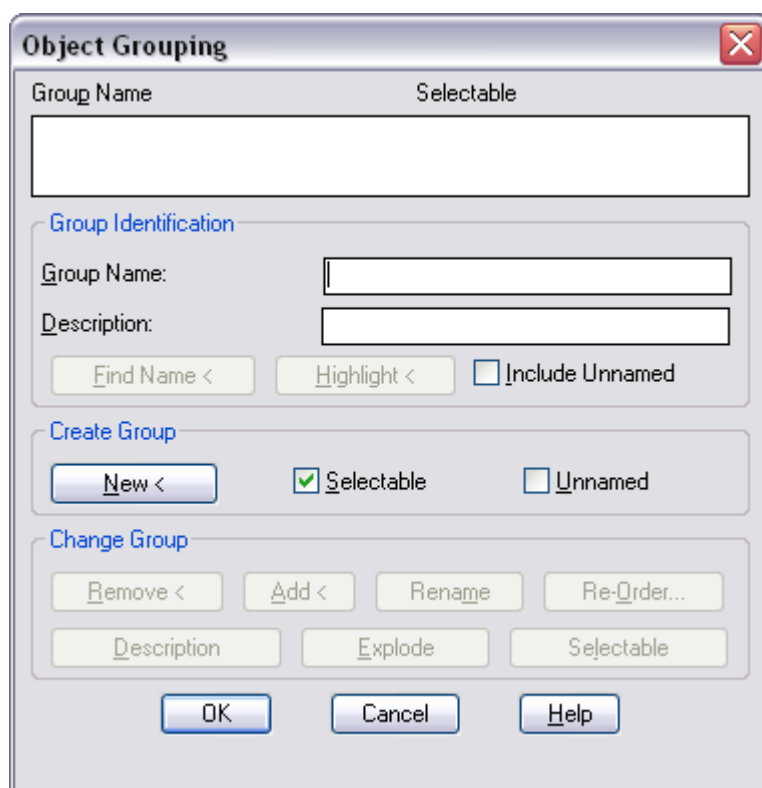 Object Grouping
Group Name Selectable
Group Identification
Group Name:
Description:
Find Name < Highlight < Include Unnamed
Create Group
New < Selectable Unnamed
Change Group
Remove < Add < Rename Re-Order...
Description Explode Selectable
OK Cancel Help